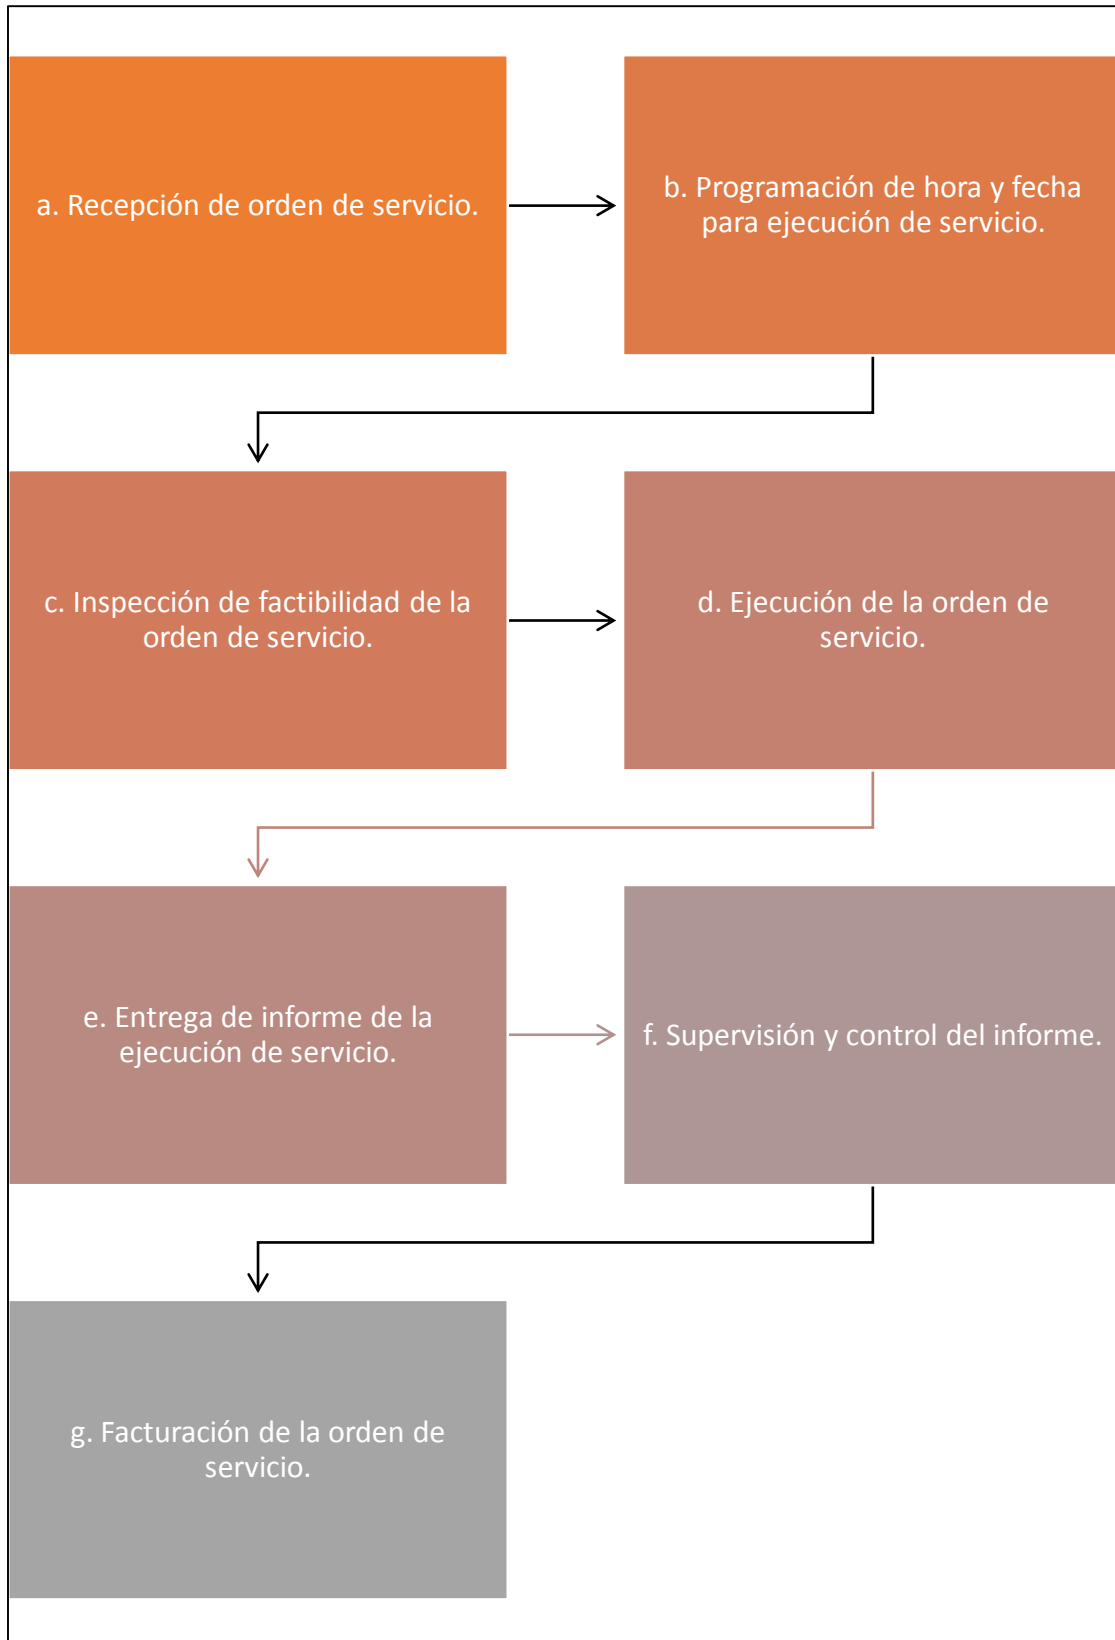 a. Recepción de orden de servicio.
b. Programación de hora y fecha
para ejecución de servicio.
c. Inspección de factibilidad de la
orden de servicio.
d. Ejecución de la orden de
servicio.
e. Entrega de informe de la
ejecución de servicio.
f. Supervisión y control del informe.
g. Facturación de la orden de
servicio.